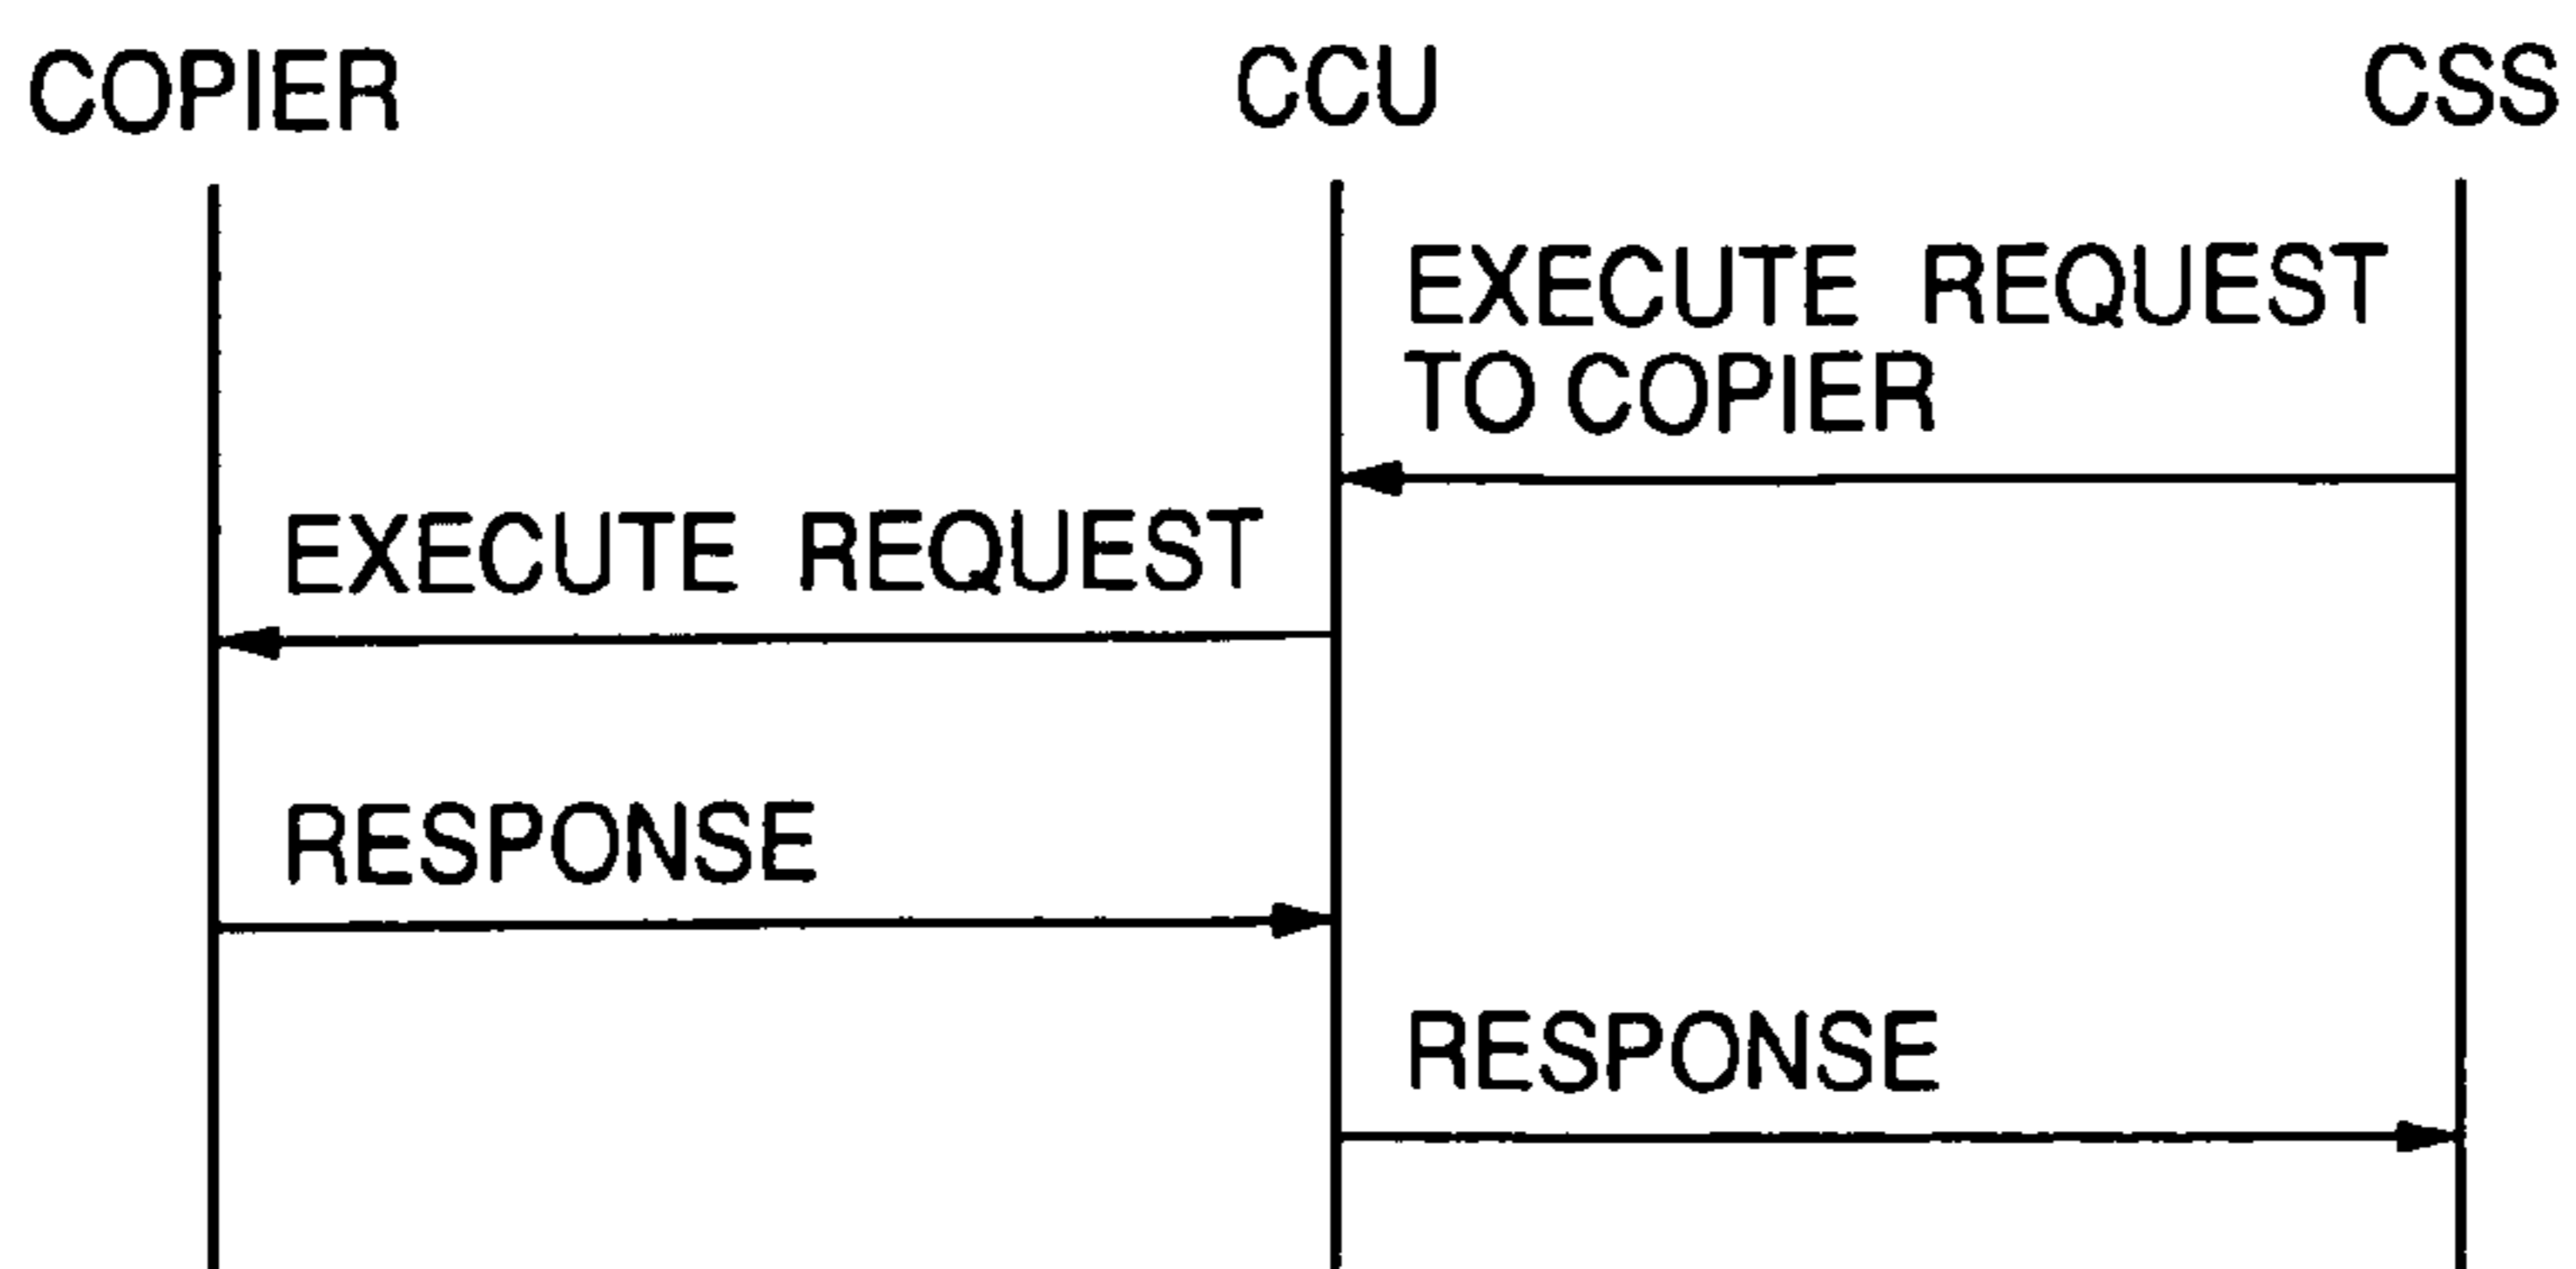 COPIER CCU CSS
EXECUTE REQUEST
TO COPIER
EXECUTE REQUEST
RESPONSE
RESPONSE